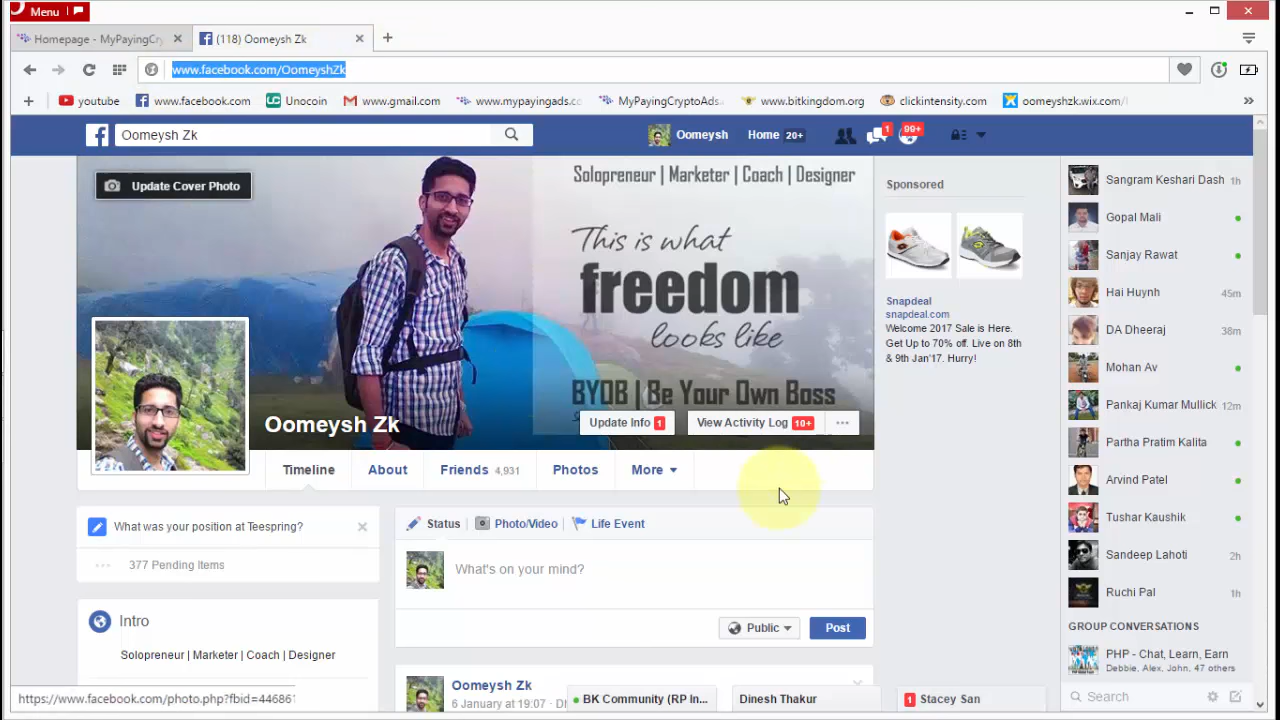 Menu
Homepage - MyPayingCry
(118) Oomeysh Zk
www.facebook.com/OomeyshZk
youtube
www.facebook.com
Unocoin
www.gmail.com
www.mypayingads.co
MyPayingCryptoAds
www.bitkingdom.org
clickintensity.com
oomeyshzk.wix.com/
Oomeysh Zk
Oomeysh
Home 20+
1
99+
Update Cover Photo
Solopreneur | Marketer | Coach | Designer
This is what
freedom
looks like
BYOB | Be Your Own Boss
Oomeysh Zk
Update Info 1
View Activity Log 10+
Timeline
About
Friends 4,931
Photos
More
What was your position at Teespring?
377 Pending Items
Intro
Solopreneur | Marketer | Coach | Designer
Status
Photo/Video
Life Event
What's on your mind?
Public
Post
Oomeysh Zk
6 January at 19:07
Sponsored
Snapdeal
snapdeal.com
Welcome 2017 Sale is Here.
Get Up to 70% off. Live on 8th
& 9th Jan'17. Hurry!
Sangram Keshari Dash 1h
Gopal Mali
Sanjay Rawat
Hai Huynh 45m
DA Dheeraj 38m
Mohan Av
Pankaj Kumar Mullick 12m
Partha Pratim Kalita
Arvind Patel
Tushar Kaushik
Sandeep Lahoti 2h
Ruchi Pal 1h
GROUP CONVERSATIONS
PHP - Chat, Learn, Earn
Debbie, Alex, John, 47 others
Search
https://www.facebook.com/photo.php?fbid=446861
BK Community (RP In...
Dinesh Thakur
1 Stacey San